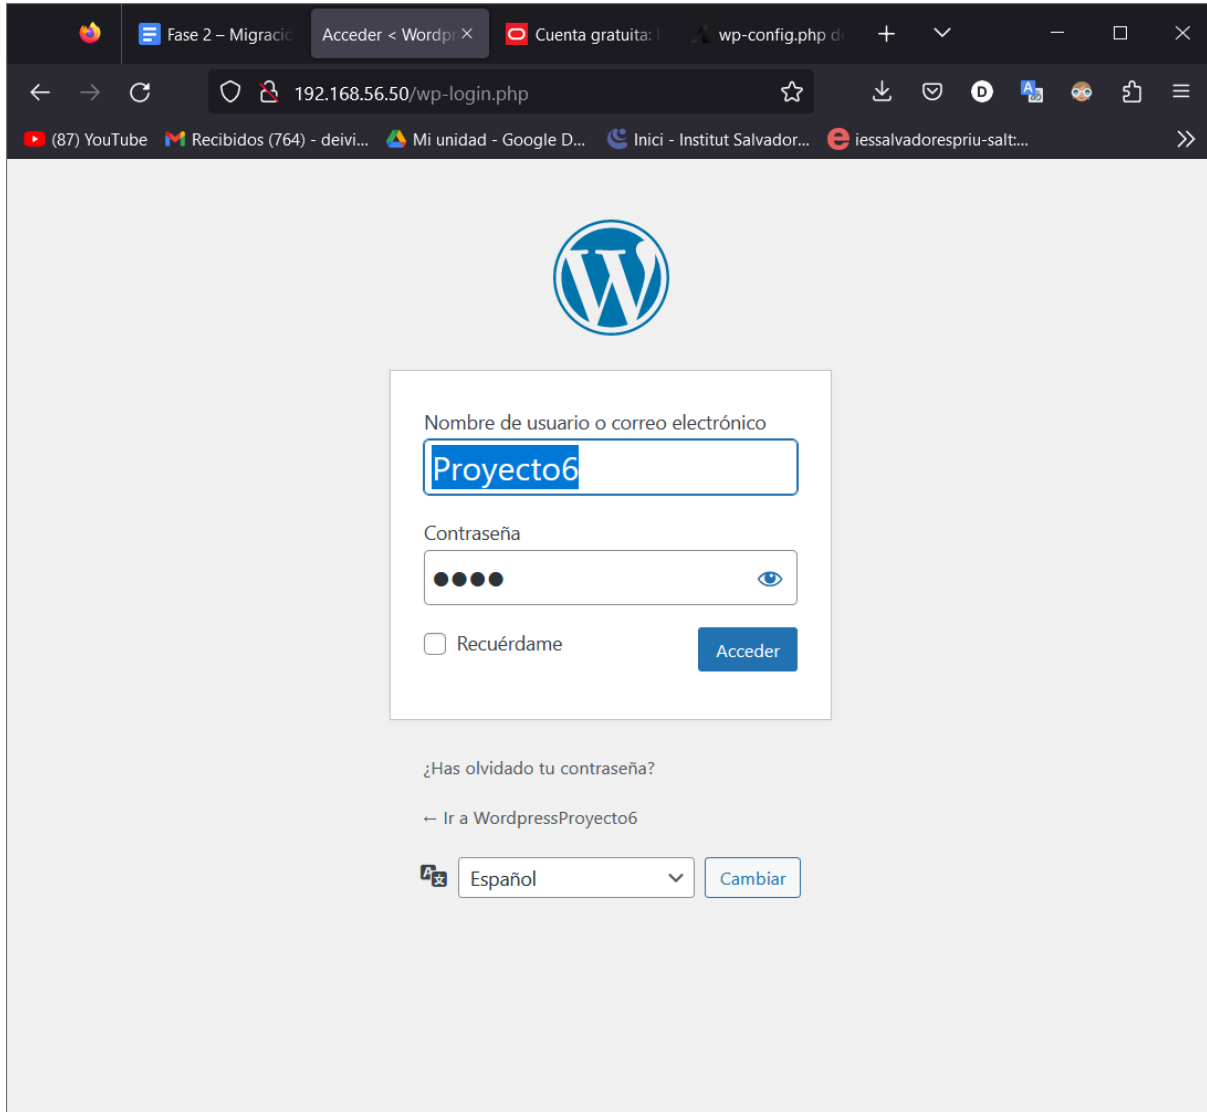 Fase 2 – Migració
Acceder < Wordpr
Cuenta gratuita:
wp-config.php d
192.168.56.50/wp-login.php
(87) YouTube
Recibidos (764) - deivi...
Mi unidad - Google D...
Inici - Institut Salvador...
iessalvadorespriu-salt:...
Nombre de usuario o correo electrónico
Proyecto6
Contraseña
Recuérdame
Acceder
¿Has olvidado tu contraseña?
← Ir a WordpressProyecto6
Español
Cambiar